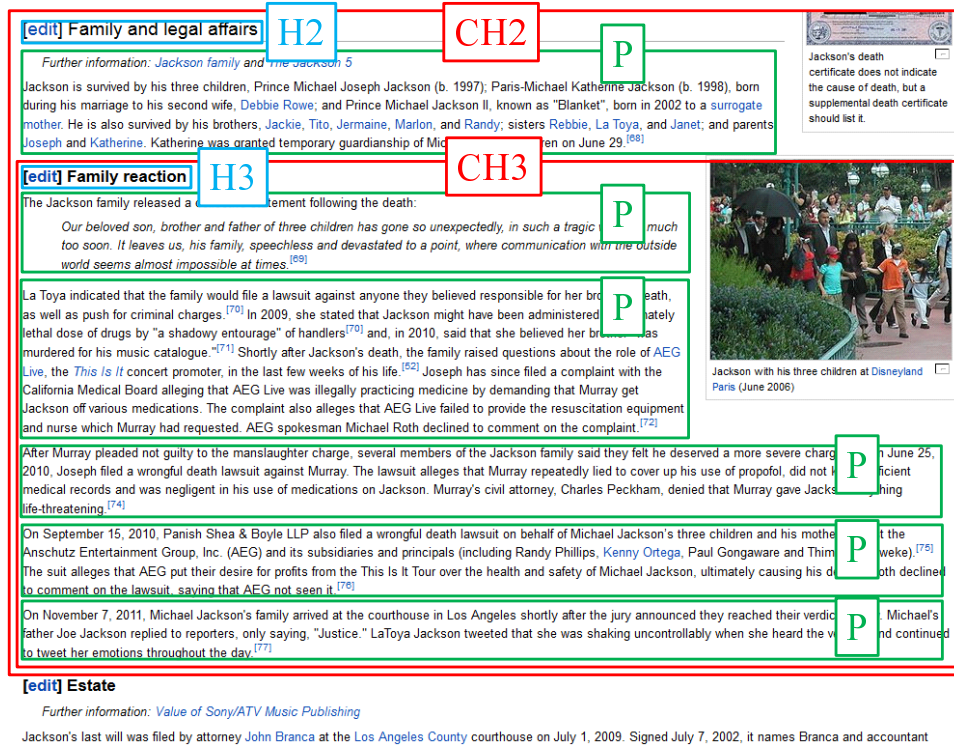 [edit] Family and legal affairs
H2
CH2
P
Further information: Jackson family and The Jackson 5
Jackson is survived by his three children, Prince Michael Joseph Jackson (b. 1997); Paris-Michael Katherine Jackson (b. 1998), born
during his marriage to his second wife, Debbie Rowe; and Prince Michael Jackson II, known as "Blanket", born in 2002 to a surrogate
mother. He is also survived by his brothers, Jackie, Tito, Jermaine, Marlon, and Randy; sisters Rebbie, La Toya, and Janet; and parents
Joseph and Katherine. Katherine was granted temporary guardianship of on June 29.[68]
Jackson's death
certificate does not indicate
the cause of death, but a
supplemental death certificate
should list it.
[edit] Family reaction
H3
CH3
P
The Jackson family released a following the death:
Our beloved son, brother and father of three children has gone so unexpectedly, in such a tragic much
too soon. It leaves us, his family, speechless and devastated to a point, where communication with the outside
world seems almost impossible at times.[69]
P
La Toya indicated that the family would file a lawsuit against anyone they believed responsible for her
as well as push for criminal charges.[70] In 2009, she stated that Jackson might have been administered
lethal dose of drugs by "a shadowy entourage" of handlers[70] and, in 2010, said that she believed her was
murdered for his music catalogue."[71] Shortly after Jackson's death, the family raised questions about the role of AEG
Live, the This Is It concert promoter, in the last few weeks of his life.[62] Joseph has since filed a complaint with the
California Medical Board alleging that AEG Live was illegally practicing medicine by demanding that Murray get
Jackson off various medications. The complaint also alleges that AEG Live failed to provide the resuscitation equipment
and nurse which Murray had requested. AEG spokesman Michael Roth declined to comment on the complaint.[72]
Jackson with his three children at Disneyland
Paris (June 2006)
P
After Murray pleaded not guilty to the manslaughter charge, several members of the Jackson family said they felt he deserved a more severe June 25,
2010, Joseph filed a wrongful death lawsuit against Murray. The lawsuit alleges that Murray repeatedly lied to cover up his use of propofol, did not
medical records and was negligent in his use of medications on Jackson. Murray's civil attorney, Charles Peckham, denied that Murray gave
life-threatening.[74]
P
On September 15, 2010, Panish Shea & Boyle LLP also filed a wrongful death lawsuit on behalf of Michael Jackson's three children and his the
Anschutz Entertainment Group, Inc. (AEG) and its subsidiaries and principals (including Randy Phillips, Kenny Ortega, Paul Gongaware and [75]
The suit alleges that AEG put their desire for profits from the This Is It Tour over the health and safety of Michael Jackson, ultimately causing his declined
to comment on the lawsuit, saying that AEG not seen it.[76]
P
On November 7, 2011, Michael Jackson's family arrived at the courthouse in Los Angeles shortly after the jury announced they reached their Michael's
father Joe Jackson replied to reporters, only saying, "Justice." LaToya Jackson tweeted that she was shaking uncontrollably when she heard the continued
to tweet her emotions throughout the day.[77]
[edit] Estate
Further information: Value of Sony/ATV Music Publishing
Jackson's last will was filed by attorney John Branca at the Los Angeles County courthouse on July 1, 2009. Signed July 7, 2002, it names Branca and accountant